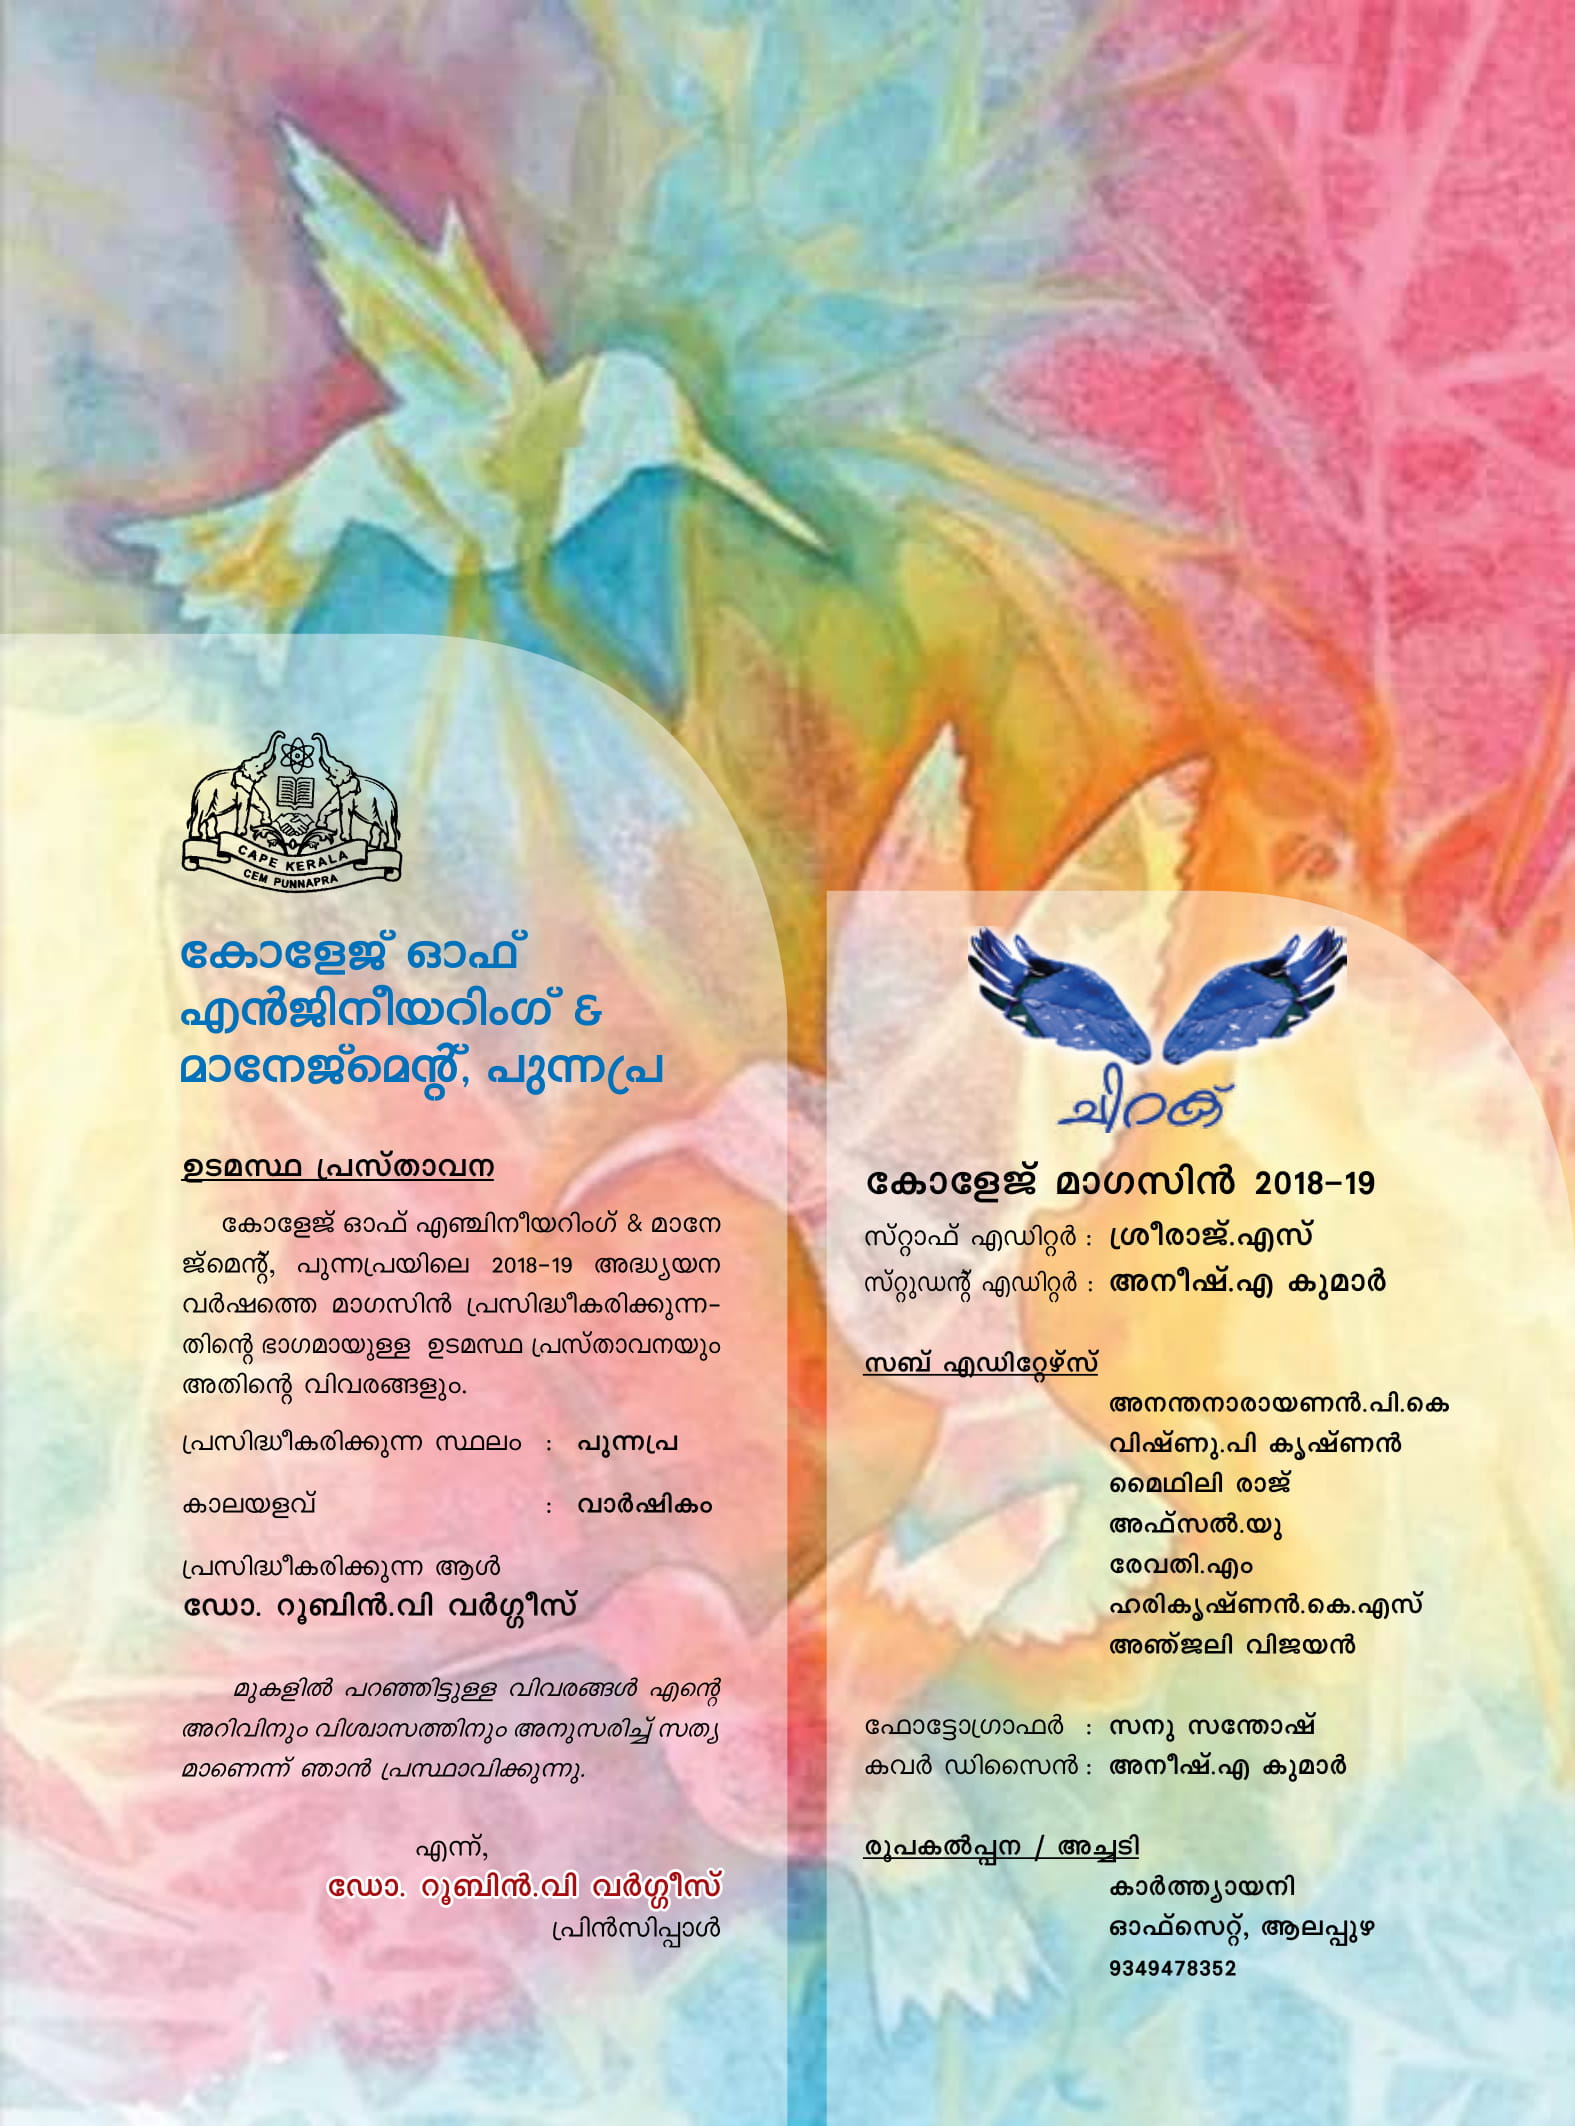 CAPE KERALA
CEM PUNNAPRA
കോളേജ് ഓഫ്
എൻജിനീയറിംഗ് &
മാനേജ്മെന്റ്, പുന്നപ്ര
ഉടമസ്ഥ പ്രസ്താവന
കോളേജ് ഓഫ് എഞ്ചിനീയറിംഗ് & മാനേ
ജ്മെന്റ്, പുന്നപ്രയിലെ 2018-19 അദ്ധ്യയന
വർഷത്തെ മാഗസിൻ പ്രസിദ്ധീകരിക്കുന്ന-
തിന്റെ ഭാഗമായുള്ള ഉടമസ്ഥ പ്രസ്താവനയും
അതിന്റെ വിവരങ്ങളും.
പ്രസിദ്ധീകരിക്കുന്ന സ്ഥലം : പുന്നപ്ര
കാലയളവ് : വാർഷികം
പ്രസിദ്ധീകരിക്കുന്ന ആൾ
ഡോ. റൂബിൻ.വി വർഗ്ഗീസ്
മുകളിൽ പറഞ്ഞിട്ടുള്ള വിവരങ്ങൾ എന്റെ
അറിവിനും വിശ്വാസത്തിനും അനുസരിച്ച് സത്യ
മാണെന്ന് ഞാൻ പ്രസ്ഥാവിക്കുന്നു.
എന്ന്,
ഡോ. റൂബിൻ.വി വർഗ്ഗീസ്
പ്രിൻസിപ്പാൾ
ചിറക്
കോളേജ് മാഗസിൻ 2018-19
സ്റ്റാഫ് എഡിറ്റർ : ശ്രീരാജ്.എസ്
സ്റ്റുഡന്റ് എഡിറ്റർ : അനീഷ്.എ കുമാർ
സബ് എഡിറ്റേഴ്സ്
അനന്തനാരായണൻ.പി.കെ
വിഷ്ണു.പി കൃഷ്ണൻ
മൈഥിലി രാജ്
അഫ്സൽ.യു
രേവതി.എം
ഹരികൃഷ്ണൻ.കെ.എസ്
അഞ്ജലി വിജയൻ
ഫോട്ടോഗ്രാഫർ : സനു സന്തോഷ്
കവർ ഡിസൈൻ : അനീഷ്.എ കുമാർ
രൂപകൽപ്പന / അച്ചടി
കാർത്ത്യായനി
ഓഫ്സെറ്റ്, ആലപ്പുഴ
9349478352